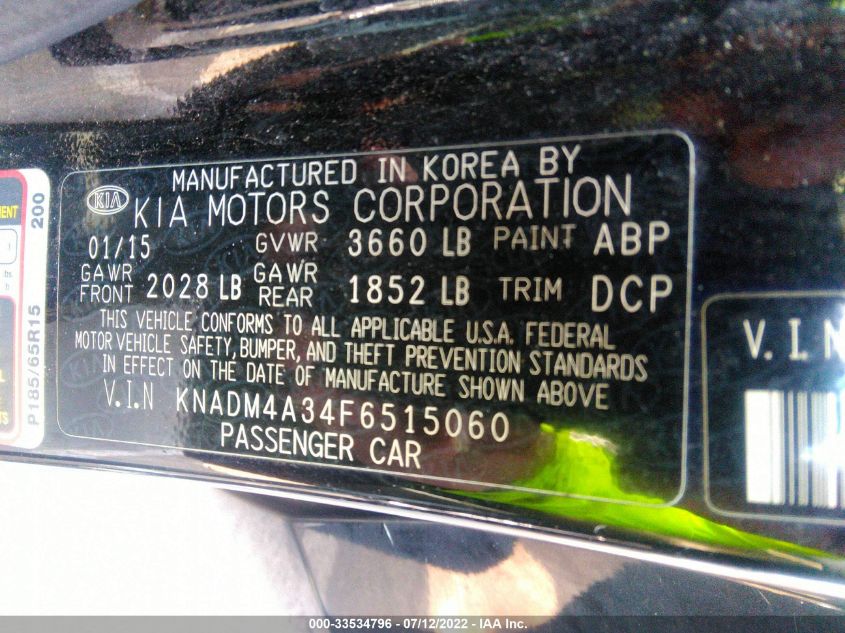 MANUFACTURED IN KOREA BY
KIA KIA MOTORS CORPORATION
01/15 GVWR 3660 LB PAINT ABP
GAWR FRONT 2028 LB GAWR REAR 1852 LB TRIM DCP
THIS VEHICLE CONFORMS TO ALL APPLICABLE U.S.A. FEDERAL
MOTOR VEHICLE SAFETY, BUMPER, AND THEFT PREVENTION STANDARDS
IN EFFECT ON THE DATE OF MANUFACTURE SHOWN ABOVE
V.I.N KNADM4A34F6515060
PASSENGER CAR
P185/65R15 200
V.I.N
000-33534796 - 07/12/2022 - IAA Inc.